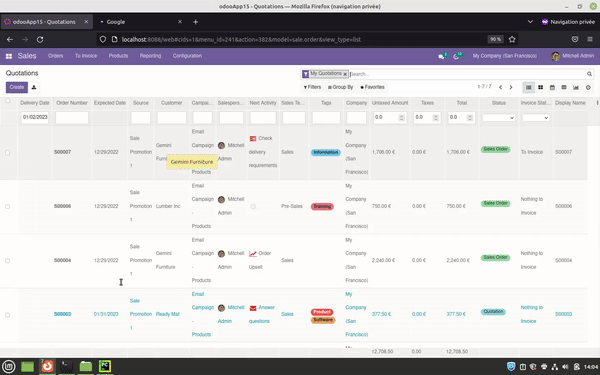 odooApp15 - Quotations — Mozilla Firefox (navigation privée)
odooApp15 - Quotations × Google × + Navigation privée
localhost:8088/web#cids=1&menu_id=241&action=382&model=sale.order&view_type=list 90 %
Sales Orders To Invoice Products Reporting Configuration My Company (San Francisco) Mitchell Admin
Quotations My Quotations × Search...
Create Filters Group By Favorites 1-7 / 7
Delivery Date Order Number Expected Date Source Customer Campai... Salespers... Next Activity Sales Te... Tags Company Untaxed Amount Taxes Total Status Invoice Stat... Display Name
01/02/2023 0.0 0.0 0.0
S00007 12/29/2022 Sale Promotion 1 Gemini Furniture Email Campaign - Products Mitchell Admin Check delivery requirements Sales Information My Company (San Francisco) 1,706.00 € 0.00 € 1,706.00 € Sales Order To Invoice S00007
Gemini Furniture
S00006 12/29/2022 Sale Promotion 1 Lumber Inc Email Campaign - Products Mitchell Admin Pre-Sales Training My Company (San Francisco) 750.00 € 0.00 € 750.00 € Sales Order Nothing to Invoice S00006
S00004 12/29/2022 Sale Promotion 1 Gemini Furniture Email Campaign - Products Mitchell Admin Order Upsell Sales My Company (San Francisco) 2,240.00 € 0.00 € 2,240.00 € Sales Order Nothing to Invoice S00004
S00003 01/31/2023 Sale Promotion 1 Ready Mat Email Campaign - Products Mitchell Admin Answer questions Sales Product Software My Company (San Francisco) 377.50 € 0.00 € 377.50 € Quotation Nothing to Invoice S00003
Email My
12,708.50 0.00 12,708.50
14:04